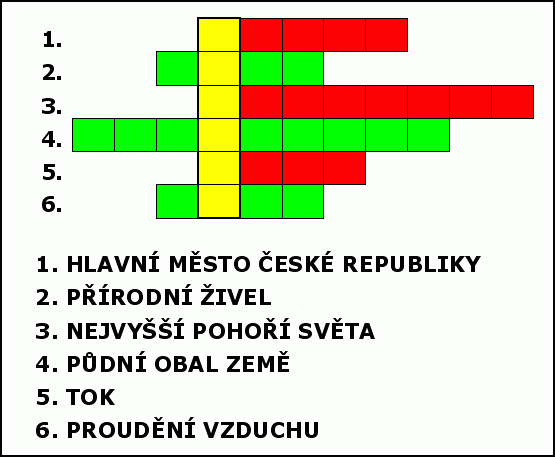 1.
2.
3.
4.
5.
6.
1. HLAVNÍ MĚSTO ČESKÉ REPUBLIKY
2. PŘÍRODNÍ ŽIVEL
3. NEJVYŠŠÍ POHOŘÍ SVĚTA
4. PŮDNÍ OBAL ZEMĚ
5. TOK
6. PROUDĚNÍ VZDUCHU